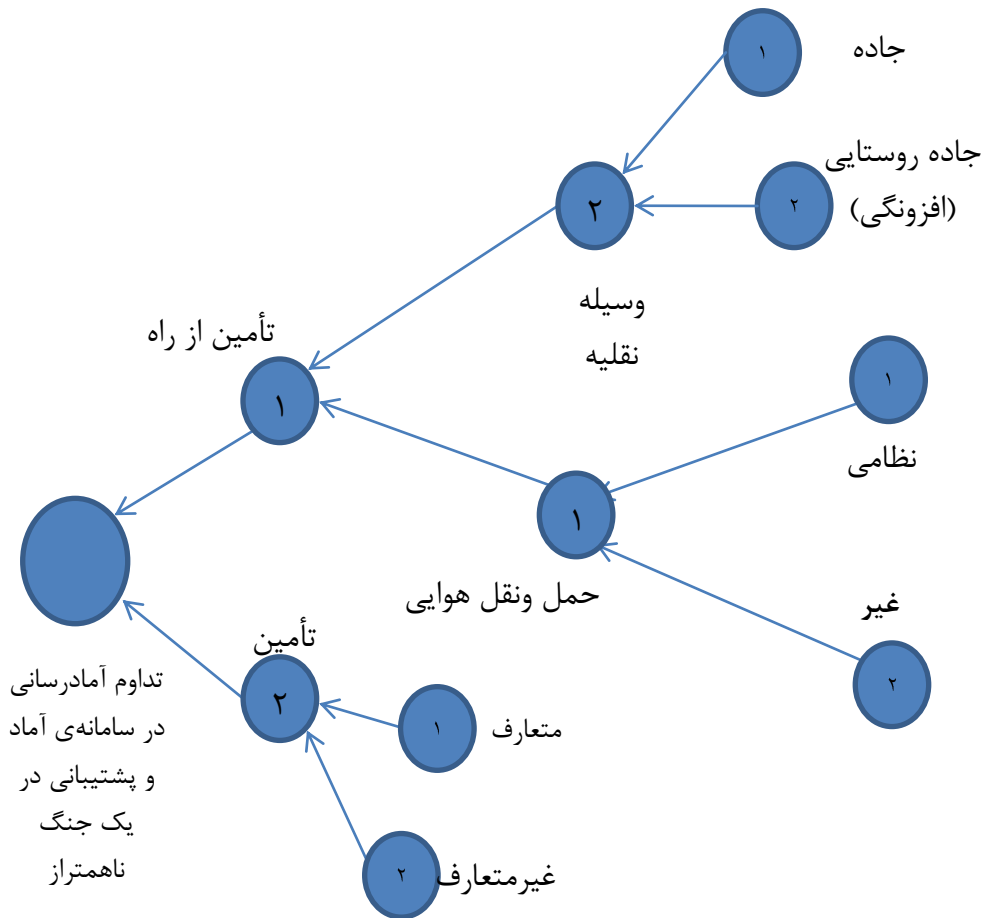 ۱
جاده
جاده روستایی
(افزونگی)
۲
۲
وسیله
نقلیه
تأمین از راه
۱
۱
نظامی
۱
حمل ونقل هوایی
غیر
۲
تأمین
۲
۱
متعارف
۲
غیرمتعارف
تداوم آمادرسانی
در سامانه‌ی آماد
و پشتیبانی در
یک جنگ
ناهمتراز